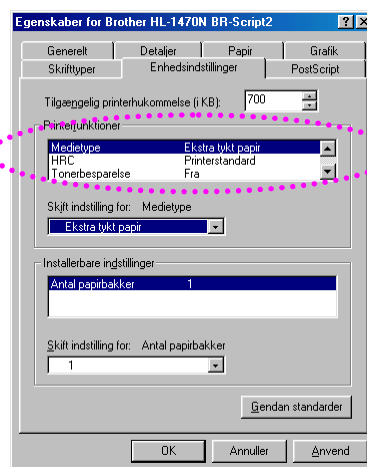 Egenskaber for Brother HL-1470N BR-Script2
Generelt Detaljer Papir Grafik
Skrifttyper Enhedsindstillinger PostScript
Tilgængelig printerhukommelse (i KB): 700
Printerfunktioner
Medietype Ekstra tykt papir
HRC Printerstandard
Tonerbesparelse Fra
Skift indstilling for: Medietype
Ekstra tykt papir
Installerbare indstillinger
Antal papirbakker 1
Skift indstilling for: Antal papirbakker
1
Gendan standarder
OK Annuller Anvend